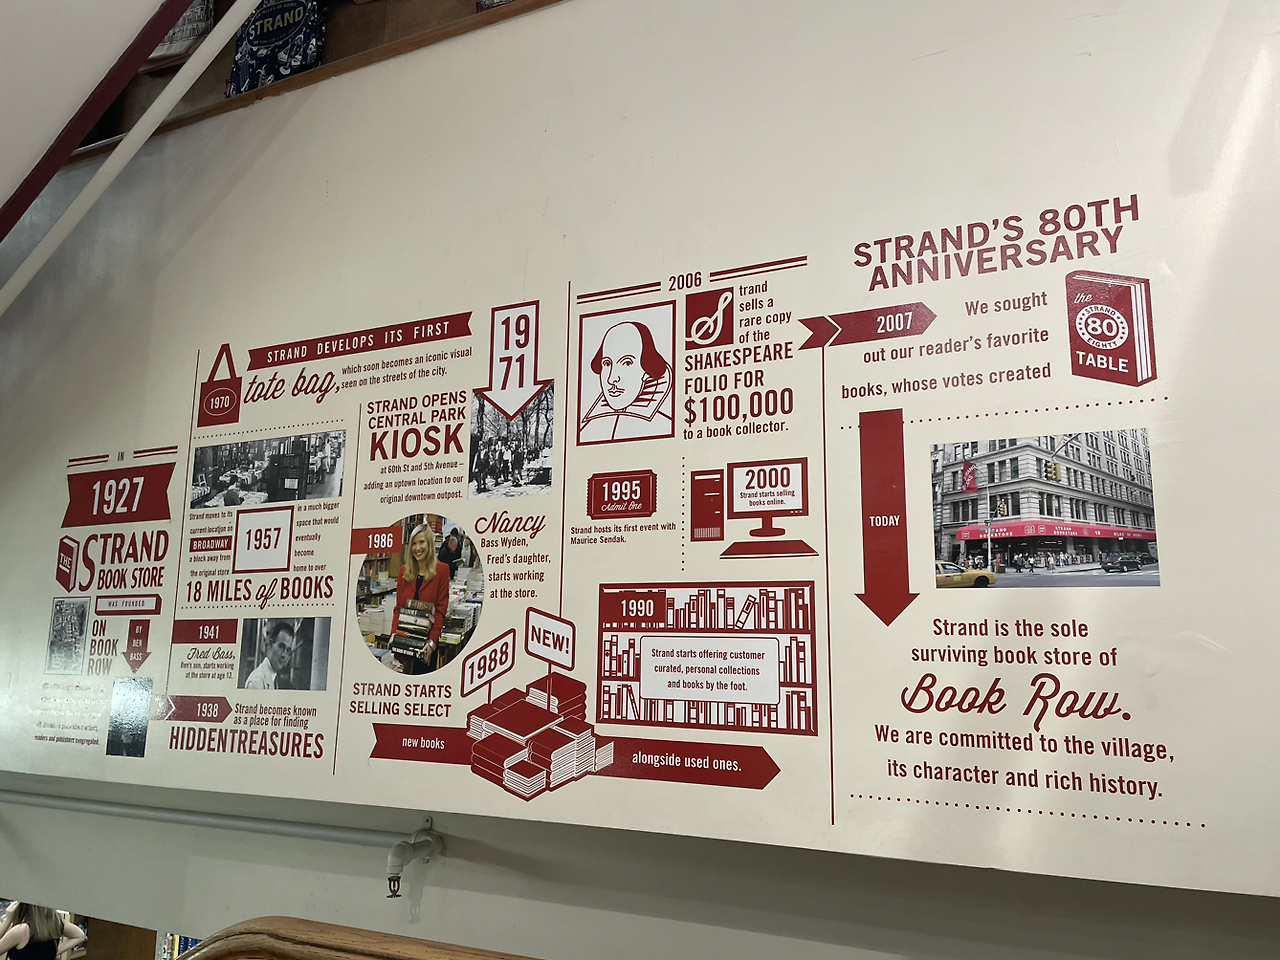 STRAND
IN
1927
THE
STRAND
BOOK STORE
WAS FOUNDED
ON
BOOK
ROW
BY
BEN
BASS
readers and publishers congregated.
STRAND DEVELOPS ITS FIRST
1970
tote bag,
which soon becomes an iconic visual
seen on the streets of the city.
Strand moves to its
current location on
BROADWAY
a block away from
the original store
1957
in a much bigger
space that would
eventually
become
home to over
18 MILES of BOOKS
1941
Fred Bass,
Ben's son, starts working
at the store at age 13.
1938
Strand becomes known
as a place for finding
HIDDENTREASURES
19
71
STRAND OPENS
CENTRAL PARK
KIOSK
at 60th St and 5th Avenue –
adding an uptown location to our
original downtown outpost.
1986
Nancy
Bass Wyden,
Fred's daughter,
starts working
at the store.
1988
NEW!
STRAND STARTS
SELLING SELECT
new books
alongside used ones.
2006
S
trand
sells a
rare copy
of the
SHAKESPEARE
FOLIO FOR
$100,000
to a book collector.
1995
Admit One
Strand hosts its first event with
Maurice Sendak.
2000
Strand starts selling
books online.
1990
Strand starts offering customer
curated, personal collections
and books by the foot.
STRAND'S 80TH
ANNIVERSARY
2007
We sought
out our reader's favorite
books, whose votes created
the
STRAND
80
EIGHTY
TABLE
TODAY
Strand is the sole
surviving book store of
Book Row.
We are committed to the village,
its character and rich history.